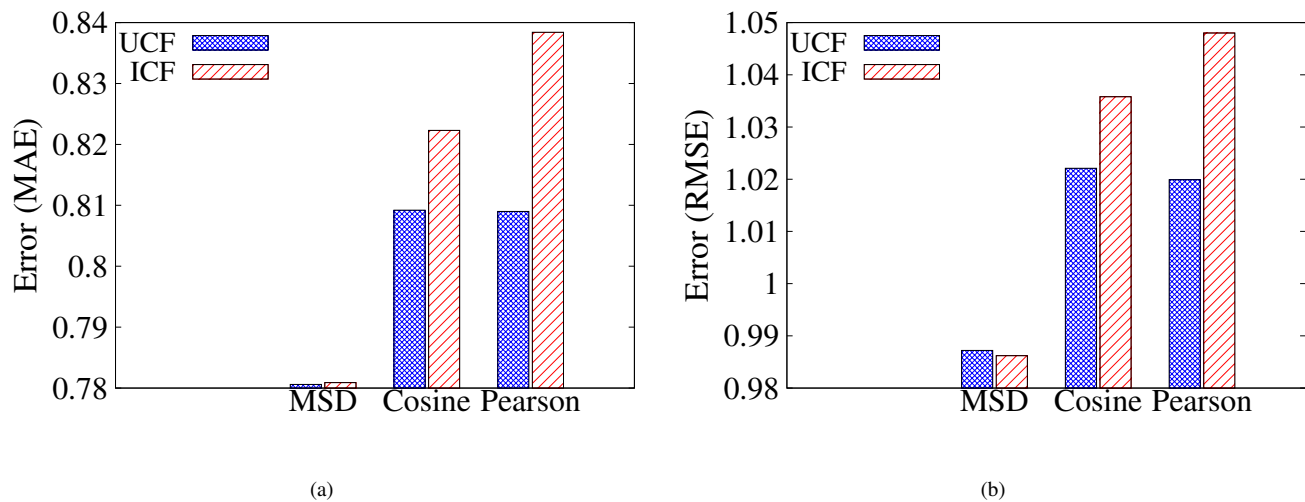 0.84
UCF
ICF
0.83
0.82
0.81
0.8
0.79
0.78
Error (MAE)
MSD Cosine Pearson
(a)
1.05
UCF
ICF
1.04
1.03
1.02
1.01
1
0.99
0.98
Error (RMSE)
MSD Cosine Pearson
(b)